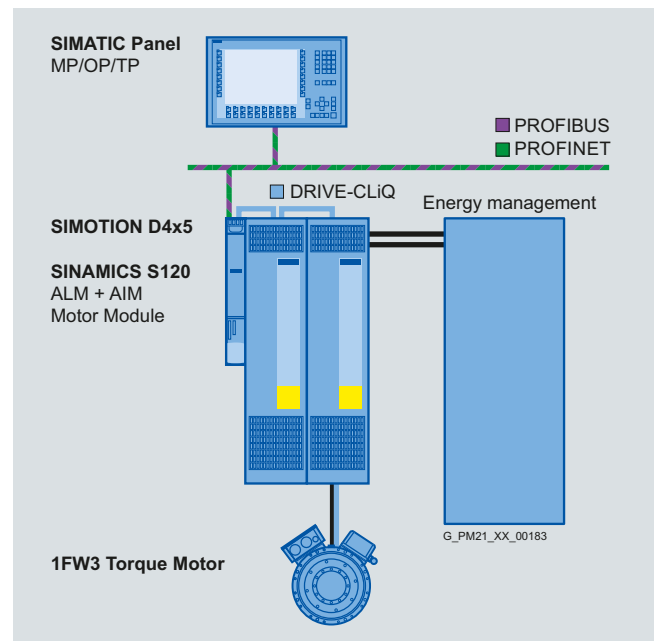 SIMATIC Panel
MP/OP/TP
PROFIBUS
PROFINET
DRIVE-CLiQ
Energy management
SIMOTION D4x5
SINAMICS S120
ALM + AIM
Motor Module
G_PM21_XX_00183
1FW3 Torque Motor